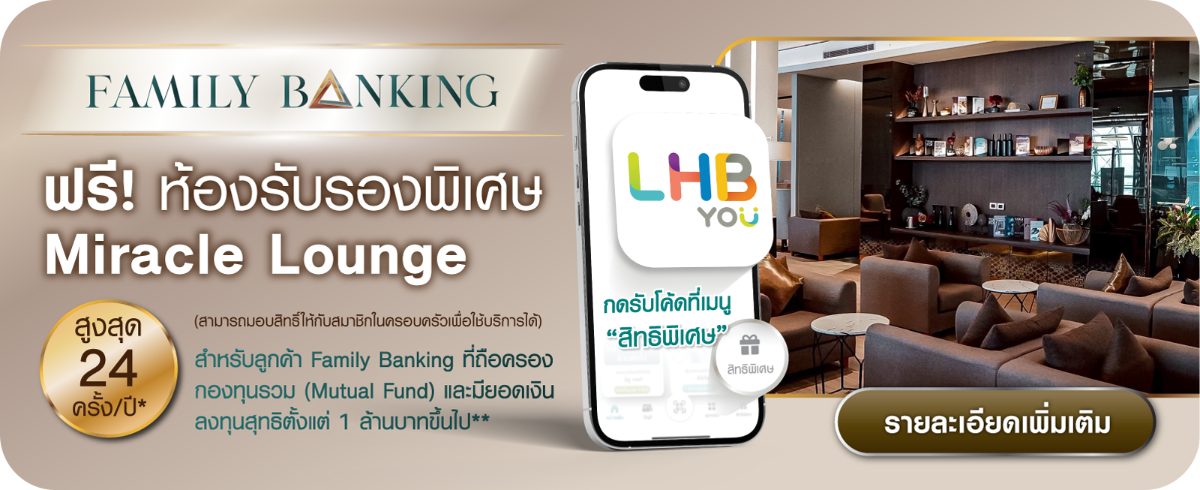 FAMILY BANKING
ฟรี! ห้องรับรองพิเศษ
Miracle Lounge
สูงสุด
24
ครั้ง/ปี*
(สามารถมอบสิทธิ์ให้กับสมาชิกในครอบครัวเพื่อใช้บริการได้)
สำหรับลูกค้า Family Banking ที่ถือครอง
กองทุนรวม (Mutual Fund) และมียอดเงิน
ลงทุนสุทธิตั้งแต่ 1 ล้านบาทขึ้นไป**
LHB
YOU
กดรับโค้ดที่เมนู
“สิทธิพิเศษ”
สิทธิพิเศษ
รายละเอียดเพิ่มเติม